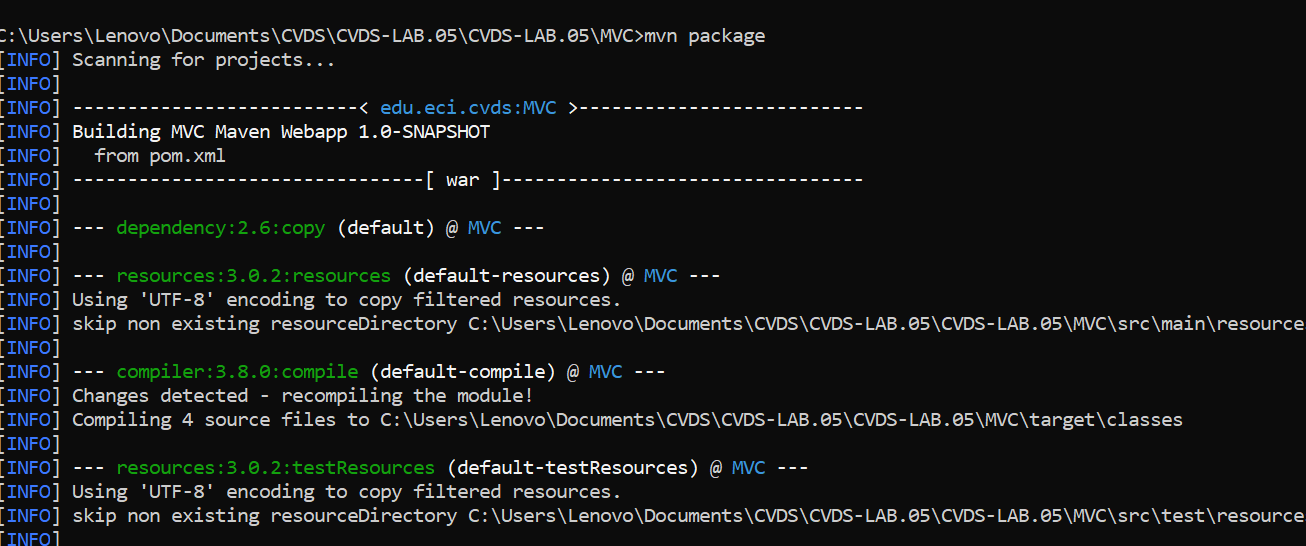 C:\Users\Lenovo\Documents\CVDS\CVDS-LAB.05\CVDS-LAB.05\MVC>mvn package
[INFO] Scanning for projects...
[INFO]
[INFO] --------------------------< edu.eci.cvds:MVC >--------------------------
[INFO] Building MVC Maven Webapp 1.0-SNAPSHOT
[INFO]   from pom.xml
[INFO] --------------------------------[ war ]---------------------------------
[INFO]
[INFO] --- dependency:2.6:copy (default) @ MVC ---
[INFO]
[INFO] --- resources:3.0.2:resources (default-resources) @ MVC ---
[INFO] Using 'UTF-8' encoding to copy filtered resources.
[INFO] skip non existing resourceDirectory C:\Users\Lenovo\Documents\CVDS\CVDS-LAB.05\CVDS-LAB.05\MVC\src\main\resource
[INFO]
[INFO] --- compiler:3.8.0:compile (default-compile) @ MVC ---
[INFO] Changes detected - recompiling the module!
[INFO] Compiling 4 source files to C:\Users\Lenovo\Documents\CVDS\CVDS-LAB.05\CVDS-LAB.05\MVC\target\classes
[INFO]
[INFO] --- resources:3.0.2:testResources (default-testResources) @ MVC ---
[INFO] Using 'UTF-8' encoding to copy filtered resources.
[INFO] skip non existing resourceDirectory C:\Users\Lenovo\Documents\CVDS\CVDS-LAB.05\CVDS-LAB.05\MVC\src\test\resource
[INFO]